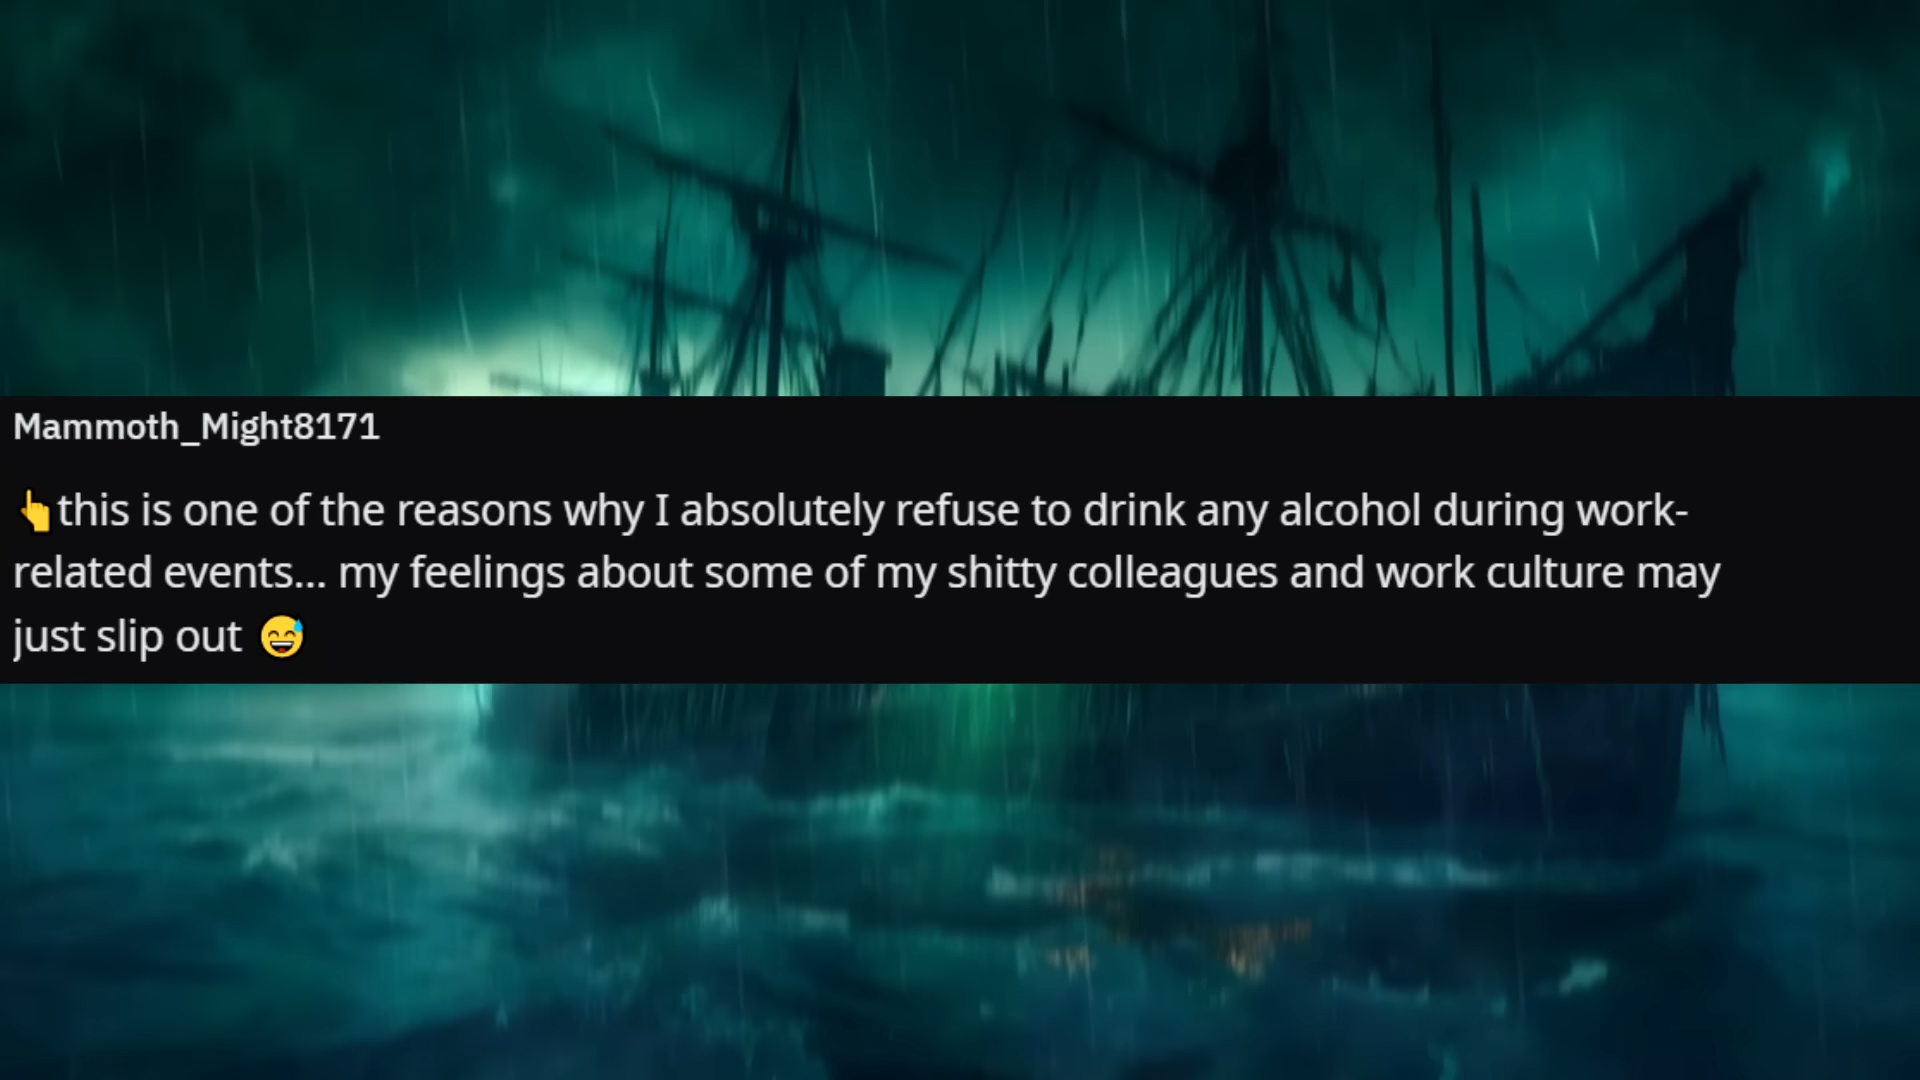 Mammoth_Might8171
👆this is one of the reasons why I absolutely refuse to drink any alcohol during work-
related events... my feelings about some of my shitty colleagues and work culture may
just slip out 😅